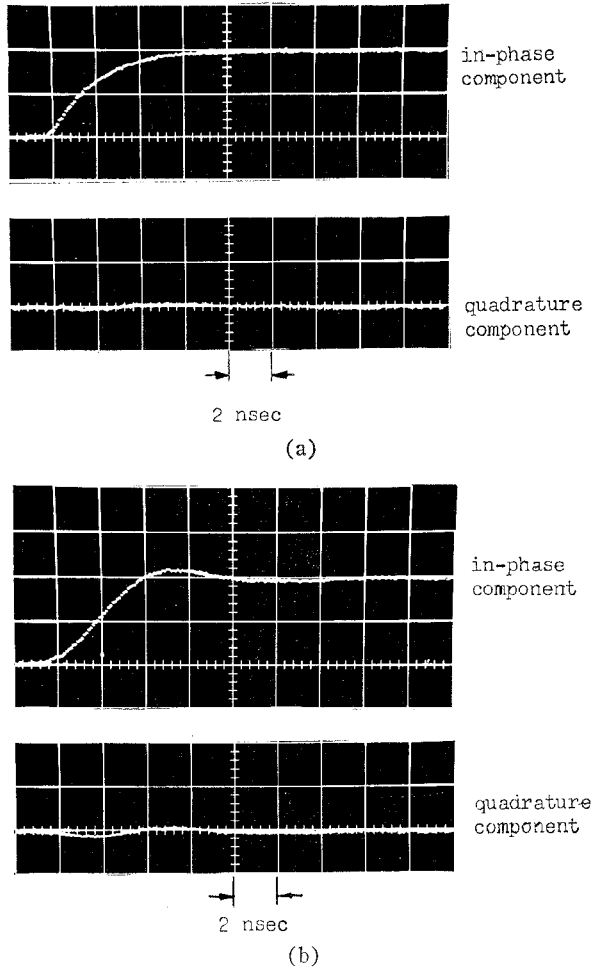 in-phase
component
quadrature
component
2 nsec
(a)
in-phase
component
quadrature
component
2 nsec
(b)